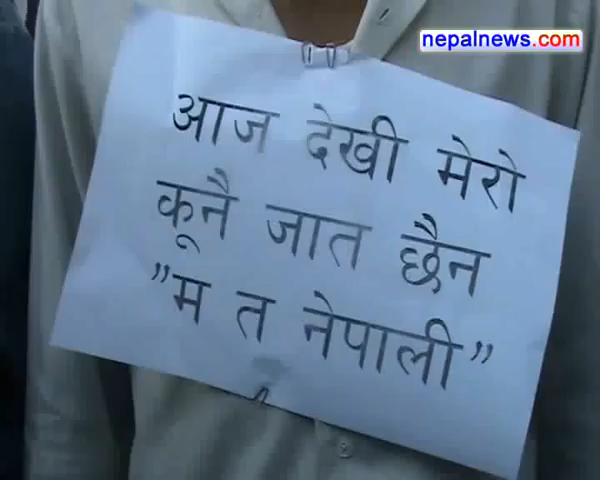 nepalnews.com
आज देखी मेरो
कूनै जात छैन
”म त नेपाली”